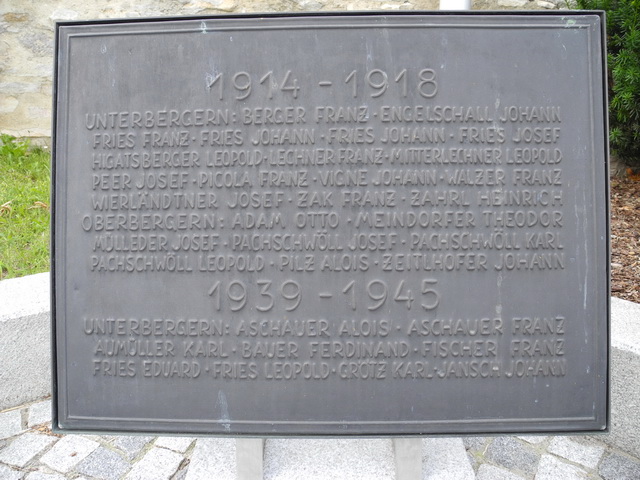 1914 - 1918
UNTERBERGERN: BERGER FRANZ · ENGELSCHALL JOHANN
FRIES FRANZ · FRIES JOHANN · FRIES JOHANN · FRIES JOSEF
HIGATSBERGER LEOPOLD · LECHNER FRANZ · MITTERLECHNER LEOPOLD
PEER JOSEF · PICOLA FRANZ · VIGNE JOHANN · WALZER FRANZ
WIERLANDTNER JOSEF · ZAK FRANZ · ZAHRL HEINRICH
OBERBERGERN: ADAM OTTO · MEINDORFER THEODOR
MÜLLEDER JOSEF · PACHSCHWÖLL JOSEF · PACHSCHWÖLL KARL
PACHSCHWÖLL LEOPOLD · PILZ ALOIS · ZEITLHOFER JOHANN
1939 - 1945
UNTERBERGERN: ASCHAUER ALOIS · ASCHAUER FRANZ
AUMÜLLER KARL · BAUER FERDINAND · FISCHER FRANZ
FRIES EDUARD · FRIES LEOPOLD · GRÖTZ KARL · JANSCH JOHANN